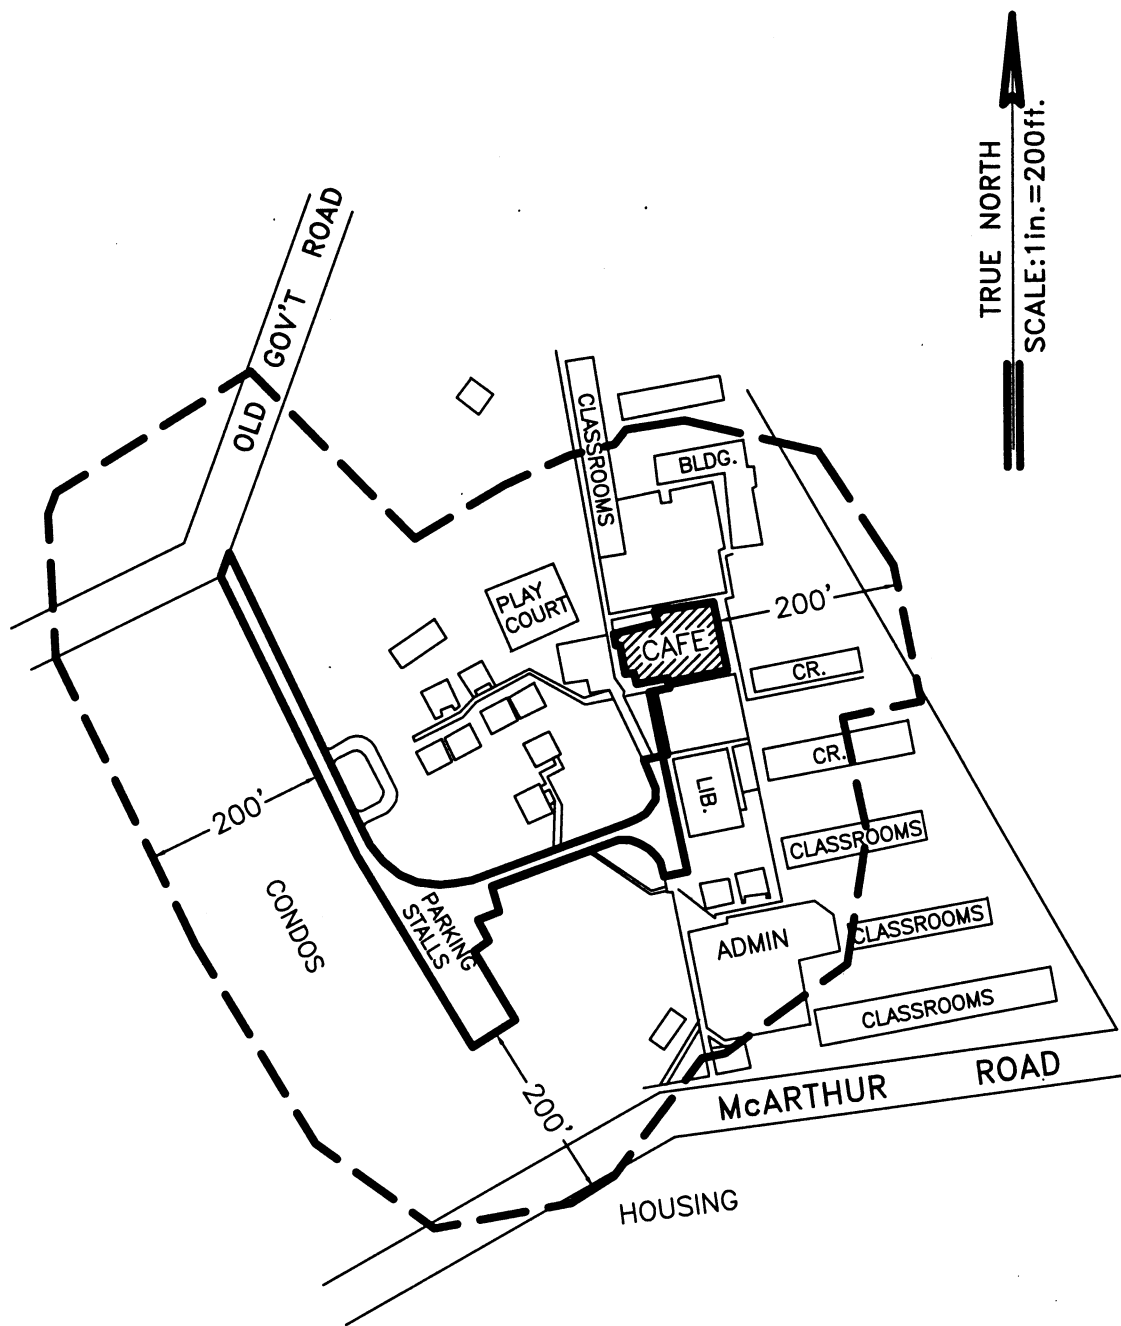 TRUE NORTH
SCALE:1in.=200ft.
OLD GOV'T ROAD
CLASSROOMS
BLDG.
PLAY
COURT
CAFE
200'
CR.
CR.
LIB.
200'
CLASSROOMS
CONDOS
PARKING
STALLS
ADMIN
CLASSROOMS
CLASSROOMS
200'
McARTHUR ROAD
HOUSING